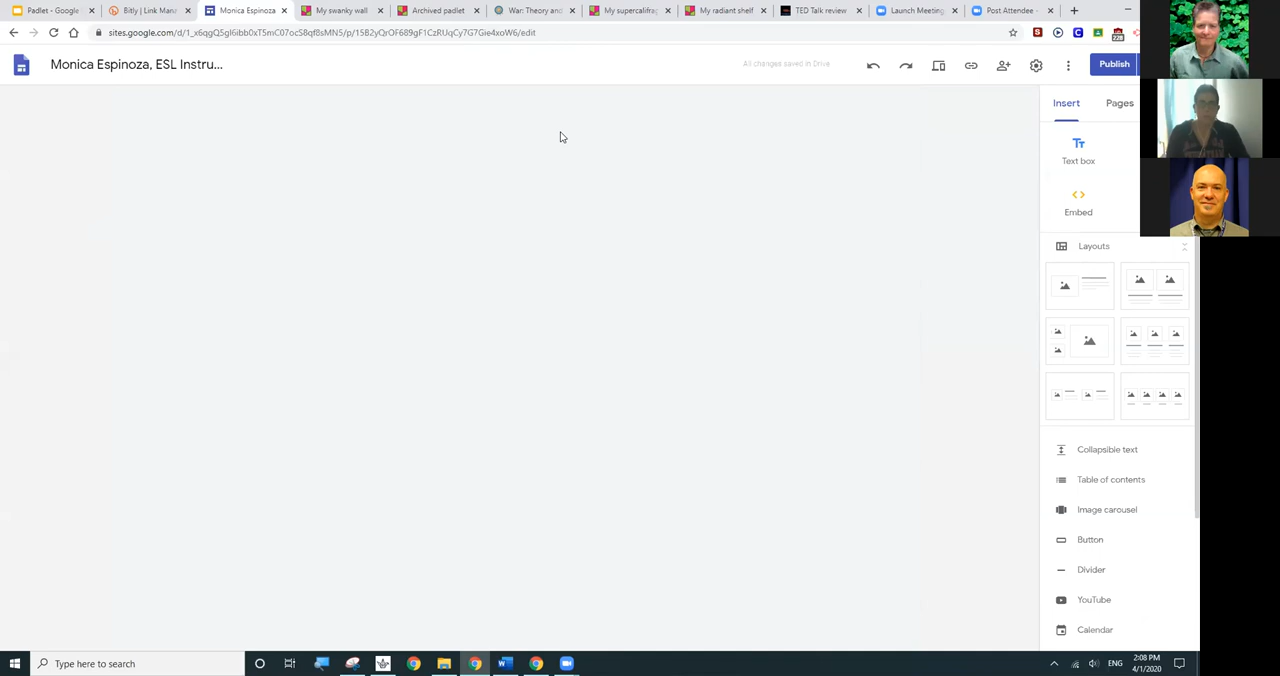 Padlet - Google
Bitly | Link Mana
Monica Espinoza
My swanky wall
Archived padlet
War: Theory and
My supercalifrag
My radiant shelf
TED Talk review
Launch Meeting
Post Attendee -
sites.google.com/d/1_x6qgQ5gl6ibb0xT5mC07ocS8qf8sMN5/p/15B2yQrOF689gF1CzRUqCy7G7Gie4xoW6/edit
Monica Espinoza, ESL Instru...
All changes saved in Drive
Publish
Insert
Pages
Text box
Embed
Layouts
Collapsible text
Table of contents
Image carousel
Button
Divider
YouTube
Calendar
Type here to search
ENG
2:08 PM
4/1/2020